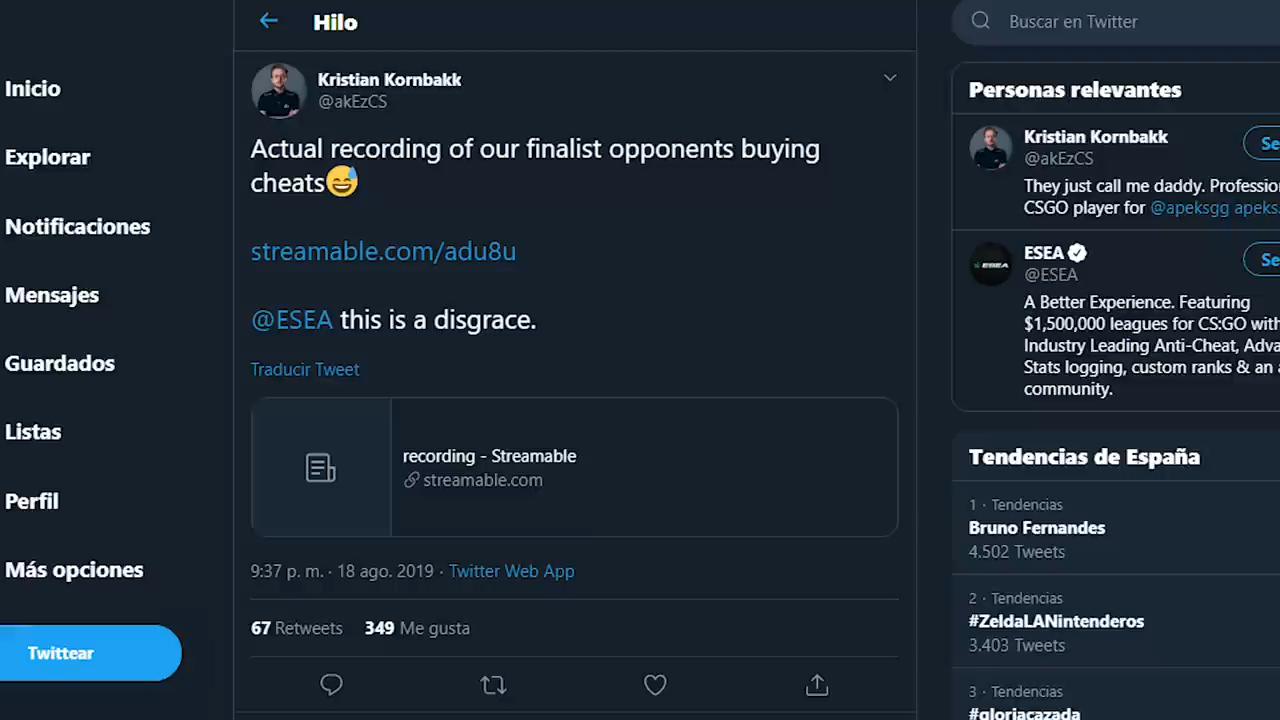 Hilo
Buscar en Twitter
Inicio
Explorar
Notificaciones
Mensajes
Guardados
Listas
Perfil
Más opciones
Twittear
Kristian Kornbakk
@akEzCS
Actual recording of our finalist opponents buying
cheats😅
streamable.com/adu8u
@ESEA this is a disgrace.
Traducir Tweet
recording - Streamable
streamable.com
9:37 p. m. · 18 ago. 2019 · Twitter Web App
67 Retweets 349 Me gusta
Personas relevantes
Kristian Kornbakk
@akEzCS
Se
They just call me daddy. Professio
CSGO player for @apeksgg apeks.
ESEA
@ESEA
Se
ESEA
A Better Experience. Featuring
$1,500,000 leagues for CS:GO with
Industry Leading Anti-Cheat, Adva
Stats logging, custom ranks & an a
community.
Tendencias de España
1 · Tendencias
Bruno Fernandes
4.502 Tweets
2 · Tendencias
#ZeldaLANintenderos
3.403 Tweets
3 · Tendencias
#gloriacazada